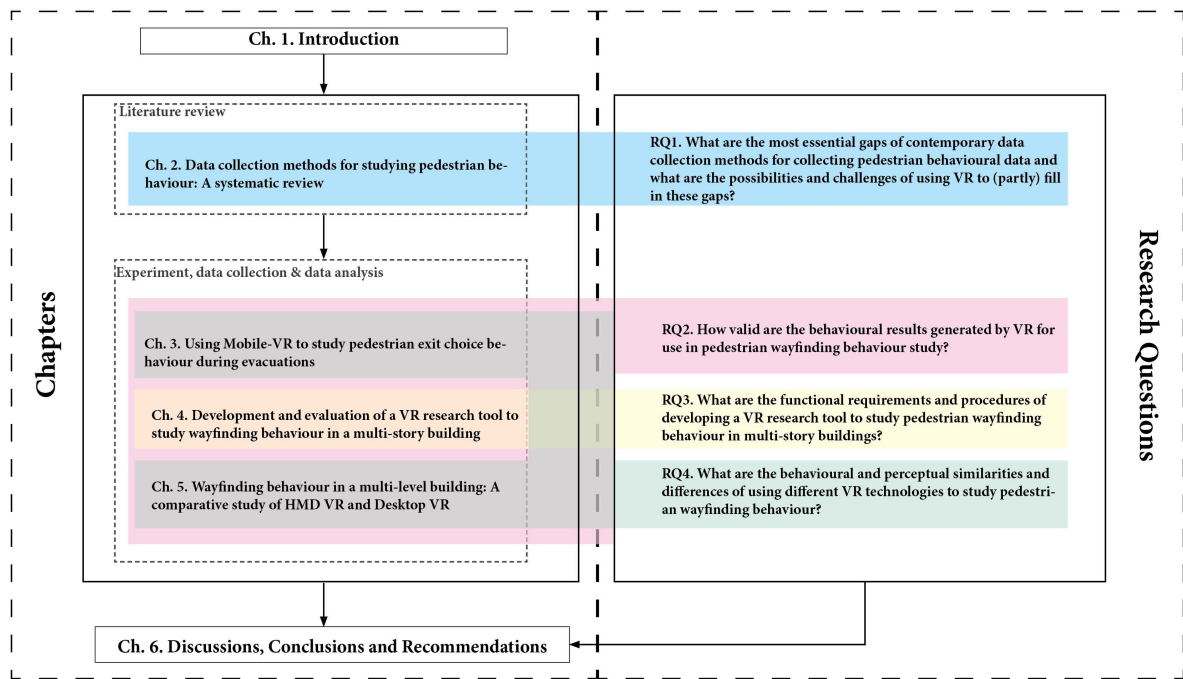 Ch. 1. Introduction
Literature review
Ch. 2. Data collection methods for studying pedestrian be-
haviour: A systematic review
RQ1. What are the most essential gaps of contemporary data
collection methods for collecting pedestrian behavioural data and
what are the possibilities and challenges of using VR to (partly) fill
in these gaps?
Experiment, data collection & data analysis
Ch. 3. Using Mobile-VR to study pedestrian exit choice be-
haviour during evacuations
RQ2. How valid are the behavioural results generated by VR for
use in pedestrian wayfinding behaviour study?
Ch. 4. Development and evaluation of a VR research tool to
study wayfinding behaviour in a multi-story building
RQ3. What are the functional requirements and procedures of
developing a VR research tool to study pedestrian wayfinding
behaviour in multi-story buildings?
Ch. 5. Wayfinding behaviour in a multi-level building: A
comparative study of HMD VR and Desktop VR
RQ4. What are the behavioural and perceptual similarities and
differences of using different VR technologies to study pedestri-
an wayfinding behaviour?
Ch. 6. Discussions, Conclusions and Recommendations
Chapters
Research Questions